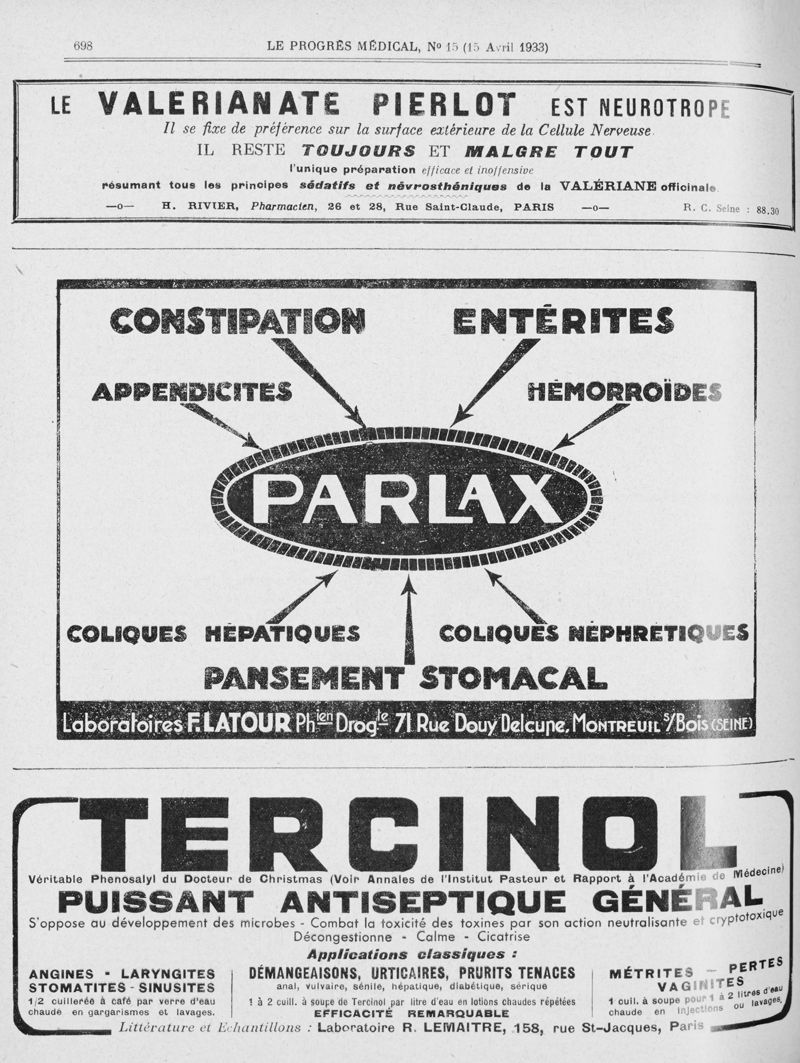 698
LE PROGRÈS MÉDICAL, Nº 15 (15 Avril 1933)
LE VALERIANATE PIERLOT EST NEUROTROPE
Il se fixe de préférence sur la surface extérieure de la Cellule Nerveuse.
IL RESTE TOUJOURS ET MALGRE TOUT
l'unique préparation efficace et inoffensive
résumant tous les principes sédatifs et névrosthéniques de la VALÉRIANE officinale
—o— H. RIVIER, Pharmacien, 26 et 28, Rue Saint-Claude, PARIS —o— R. C. Seine : 88.30
CONSTIPATION ENTÉRITES
APPENDICITES HÉMORROÏDES
PARLAX
COLIQUES HÉPATIQUES COLIQUES NÉPHRÉTIQUES
PANSEMENT STOMACAL
Laboratoires F. LATOUR Phien Drogte 71 Rue Douy Delcupe, MONTREUIL s/Bois (SEINE)
TERCINOL
Véritable Phenosalyl du Docteur de Christmas (Voir Annales de l'Institut Pasteur et Rapport à l'Académie de Médecine)
PUISSANT ANTISEPTIQUE GÉNÉRAL
S'oppose au développement des microbes - Combat la toxicité des toxines par son action neutralisante et cryptotoxique
Décongestionne - Calme - Cicatrise
Applications classiques :
ANGINES - LARYNGITES
STOMATITES - SINUSITES
1/2 cuillerée à café par verre d'eau
chaude en gargarismes et lavages.
DÉMANGEAISONS, URTICAIRES, PRURITS TENACES
anal, vulvaire, sénile, hépatique, diabétique, sérique
1 à 2 cuill. à soupe de Tercinol par litre d'eau en lotions chaudes répétées
EFFICACITÉ REMARQUABLE
MÉTRITES - PERTES
VAGINITES
1 cuil. à soupe pour 1 à 2 litres d'eau
chaude en injections ou lavages.
Littérature et Echantillons : Laboratoire R. LEMAITRE, 158, rue St-Jacques, Paris